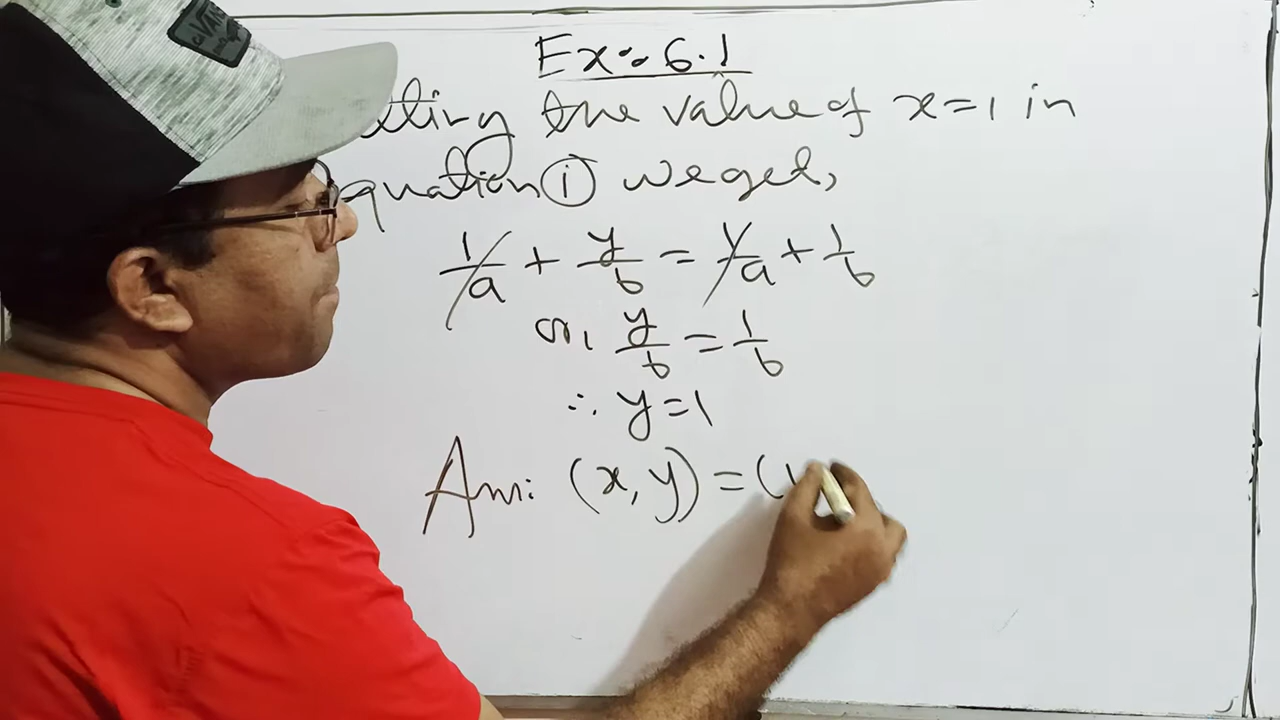 VANS
Ex: 6.1
tting the value of x=1 in
quation (i) we get,
1/a + y/b = 1/a + 1/b
or, y/b = 1/b
∴ y=1
Ans: (x, y) = (1